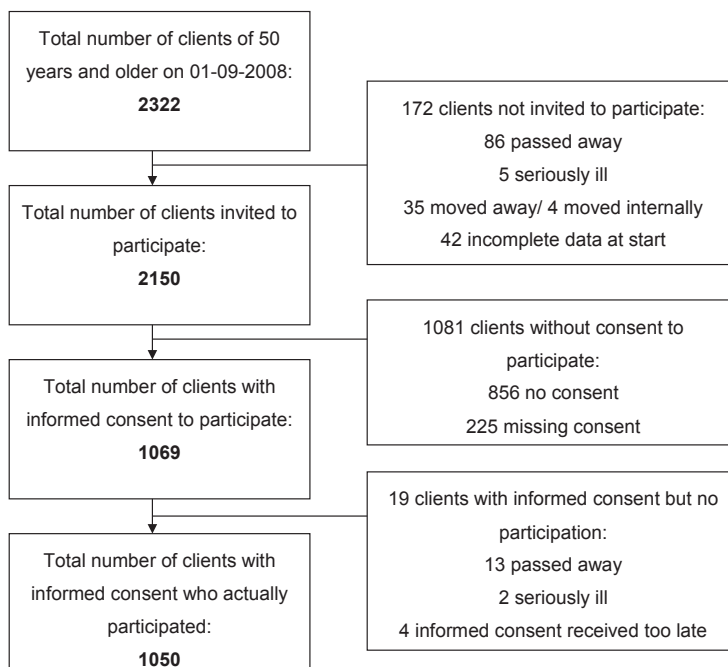 Total number of clients of 50
years and older on 01-09-2008:
2322
172 clients not invited to participate:
86 passed away
5 seriously ill
35 moved away/ 4 moved internally
42 incomplete data at start
Total number of clients invited to
participate:
2150
1081 clients without consent to
participate:
856 no consent
225 missing consent
Total number of clients with
informed consent to participate:
1069
19 clients with informed consent but no
participation:
13 passed away
2 seriously ill
4 informed consent received too late
Total number of clients with
informed consent who actually
participated:
1050